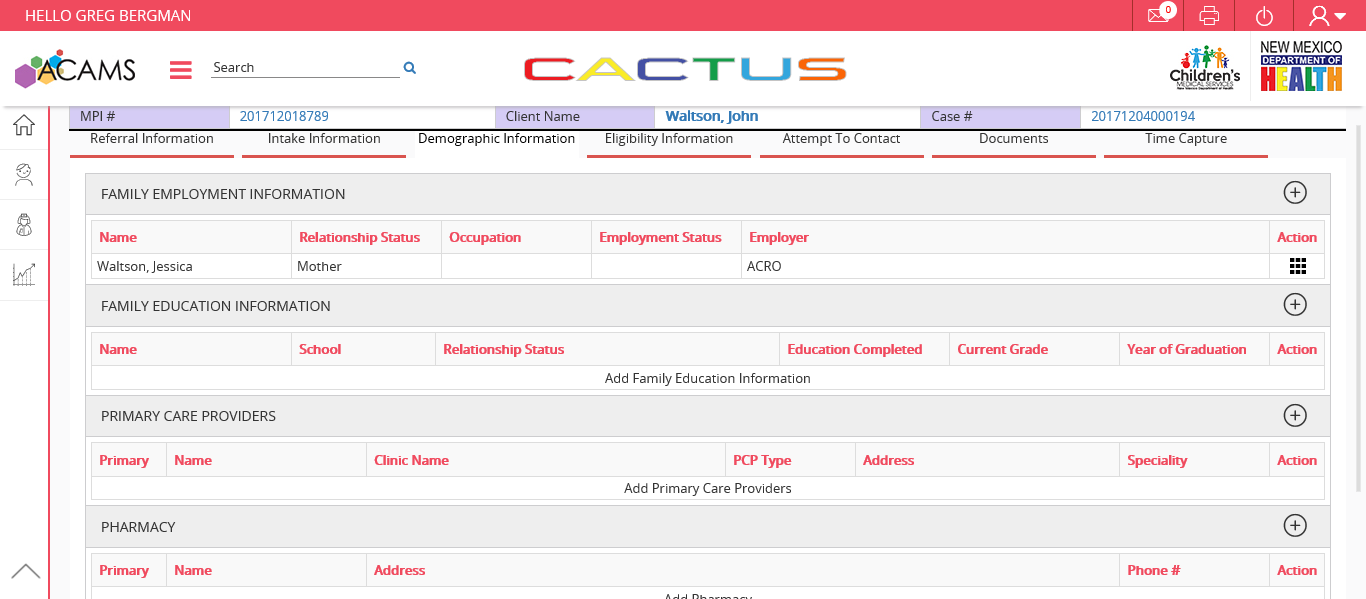 HELLO GREG BERGMAN
0
ACAMS
Search
CACTUS
Children's
MEDICAL SERVICES
New Mexico Department of Health
NEW MEXICO
DEPARTMENT OF
HEALTH
MPI # 201712018789 Client Name Waltson, John Case # 20171204000194
Referral Information Intake Information Demographic Information Eligibility Information Attempt To Contact Documents Time Capture
FAMILY EMPLOYMENT INFORMATION
Name Relationship Status Occupation Employment Status Employer Action
Waltson, Jessica Mother ACRO
FAMILY EDUCATION INFORMATION
Name School Relationship Status Education Completed Current Grade Year of Graduation Action
Add Family Education Information
PRIMARY CARE PROVIDERS
Primary Name Clinic Name PCP Type Address Speciality Action
Add Primary Care Providers
PHARMACY
Primary Name Address Phone # Action
Add Pharmacy